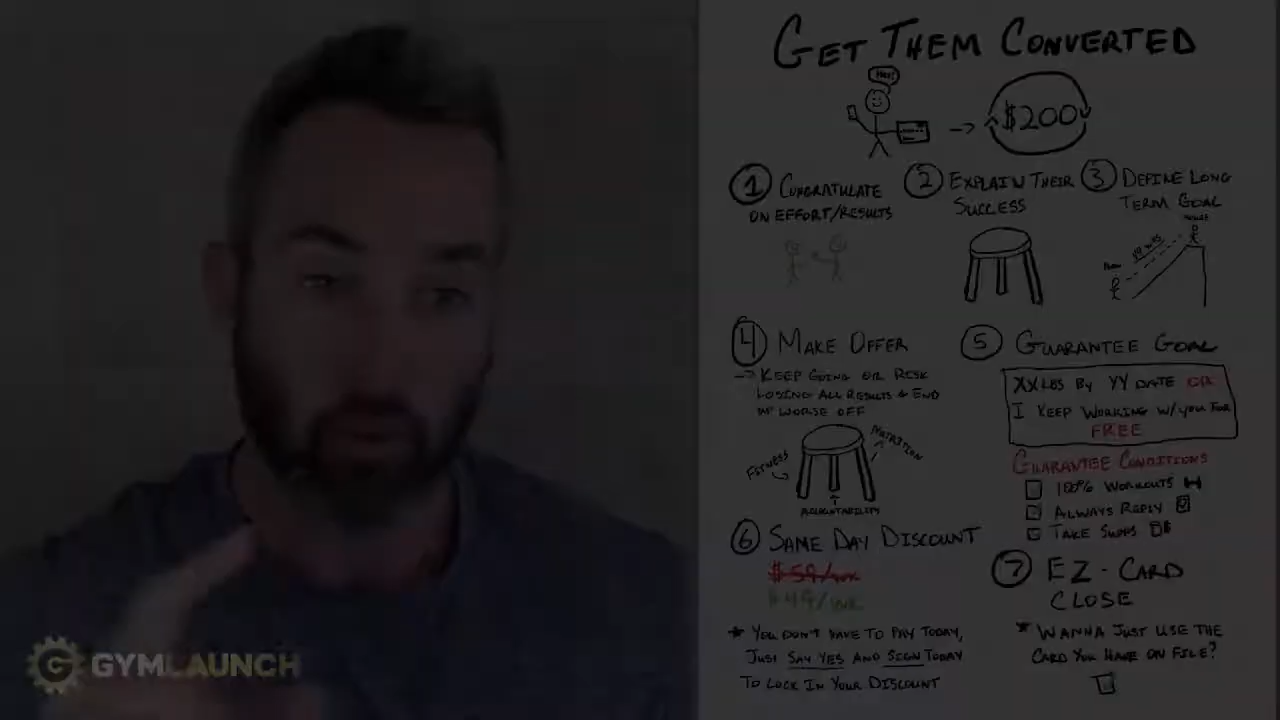 GET THEM CONVERTED
HEY!
$200
1 CONGRATULATE
ON EFFORT/RESULTS
2 EXPLAIN THEIR
SUCCESS
3 DEFINE LONG
TERM GOAL
4 MAKE OFFER
→ KEEP GOING OR RISK
LOSING ALL RESULTS & END
UP WORSE OFF
FITNESS
NUTRITION
ACCOUNTABILITY
5 GUARANTEE GOAL
XX LBS BY YY DATE OR
I KEEP WORKING W/ YOU FOR
FREE
GUARANTEE CONDITIONS
100% WORKOUTS
ALWAYS REPLY
TAKE
6 SAME DAY DISCOUNT
$59/WK
$49/WK
* YOU DON'T HAVE TO PAY TODAY,
JUST SAY YES AND SIGN TODAY
TO LOCK IN YOUR DISCOUNT
7 EZ-CARD
CLOSE
* WANNA JUST USE THE
CARD YOU HAVE ON FILE?
G GYMLAUNCH